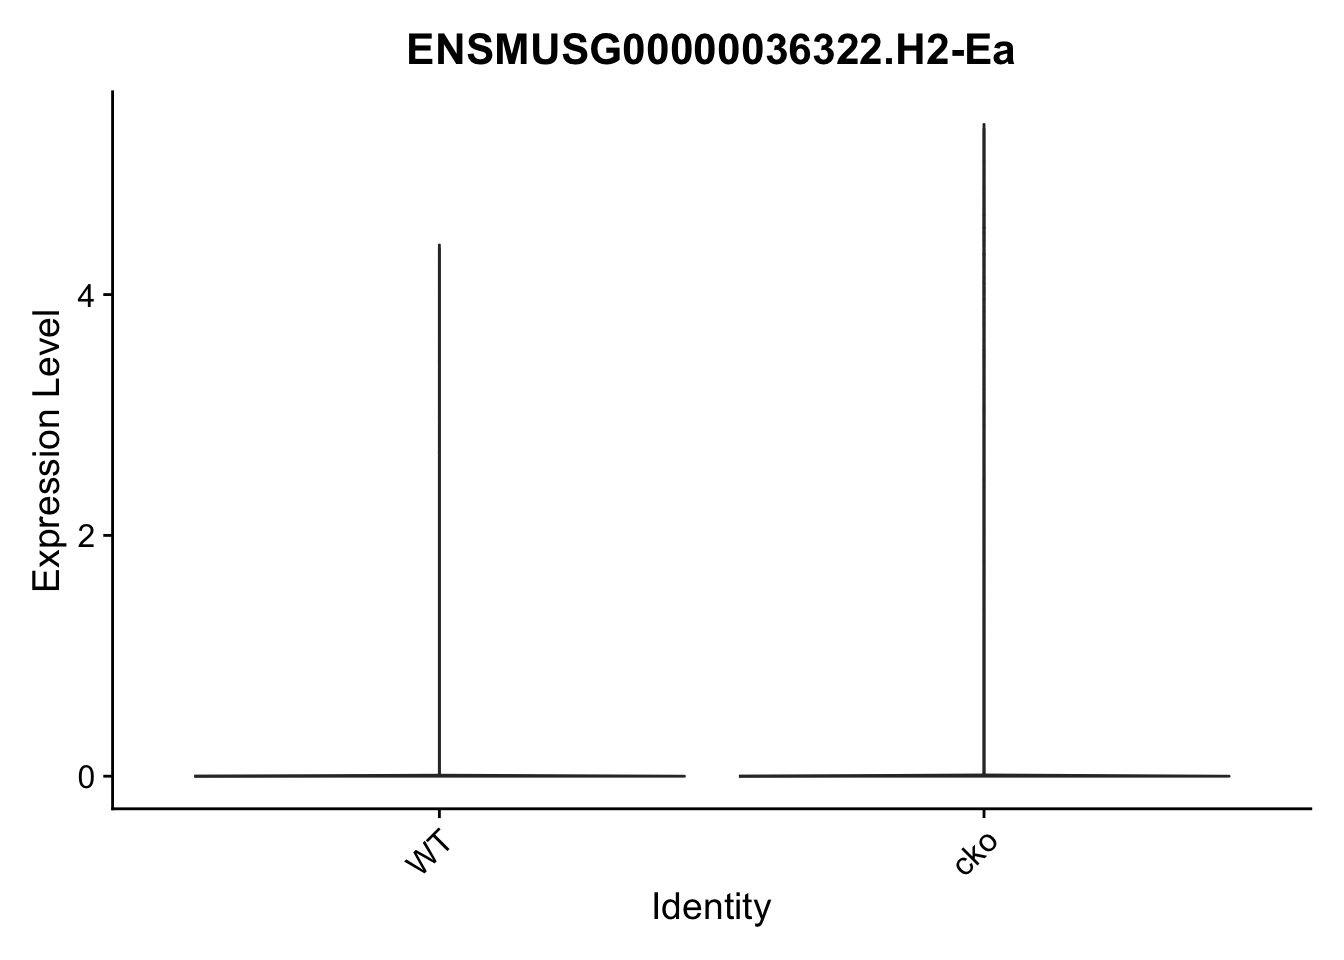 ENSMUSG00000036322.H2-Ea
Expression Level
4
2
0
WT
cko
Identity